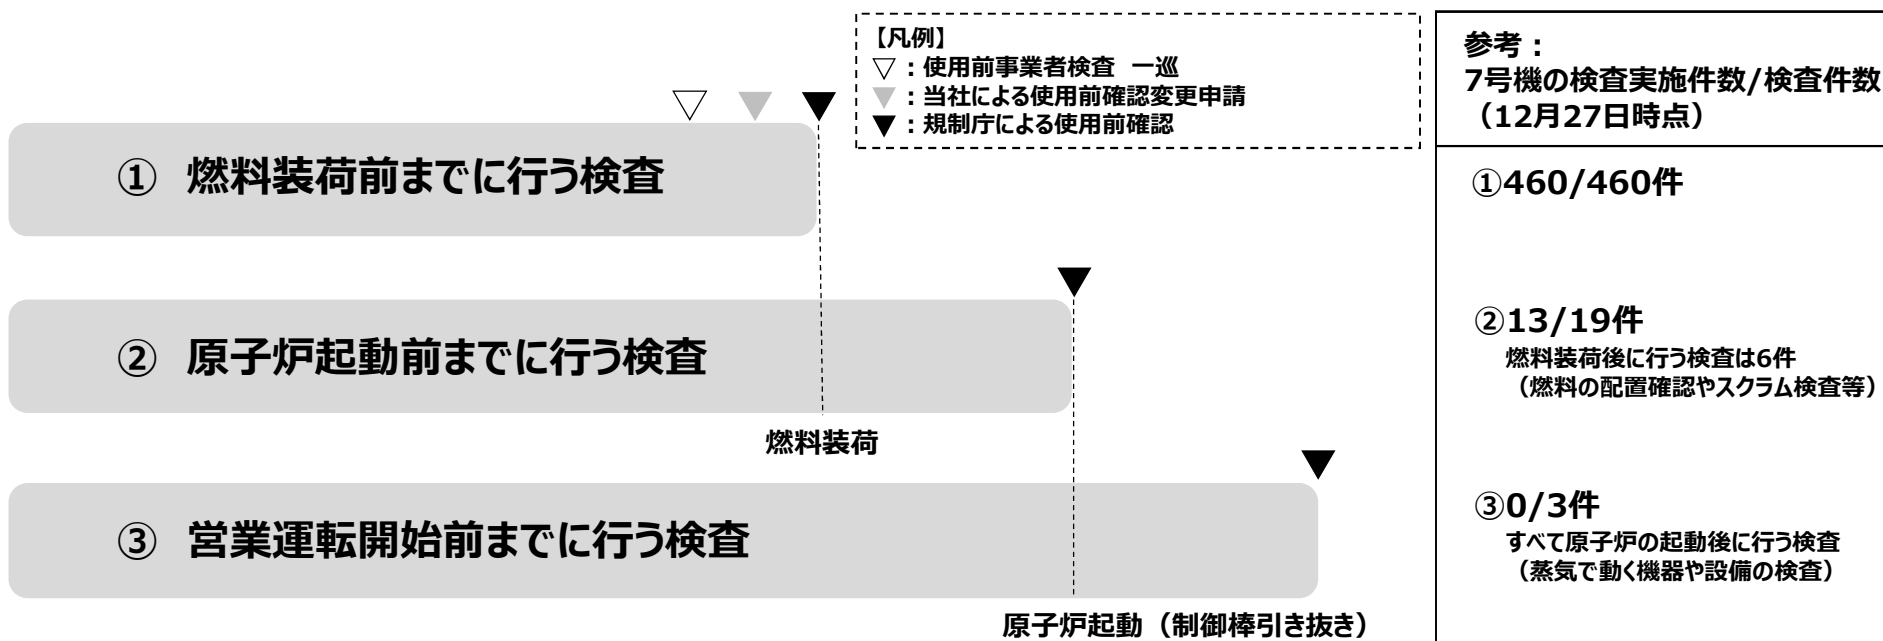 【凡例】
▽：使用前事業者検査 一巡
▼：当社による使用前確認変更申請
▼：規制庁による使用前確認
① 燃料装荷前までに行う検査
② 原子炉起動前までに行う検査
燃料装荷
③ 営業運転開始前までに行う検査
原子炉起動（制御棒引き抜き）
参考：
7号機の検査実施件数/検査件数
（12月27日時点）
①460/460件
②13/19件
燃料装荷後に行う検査は6件
（燃料の配置確認やスクラム検査等）
③0/3件
すべて原子炉の起動後に行う検査
（蒸気で動く機器や設備の検査）